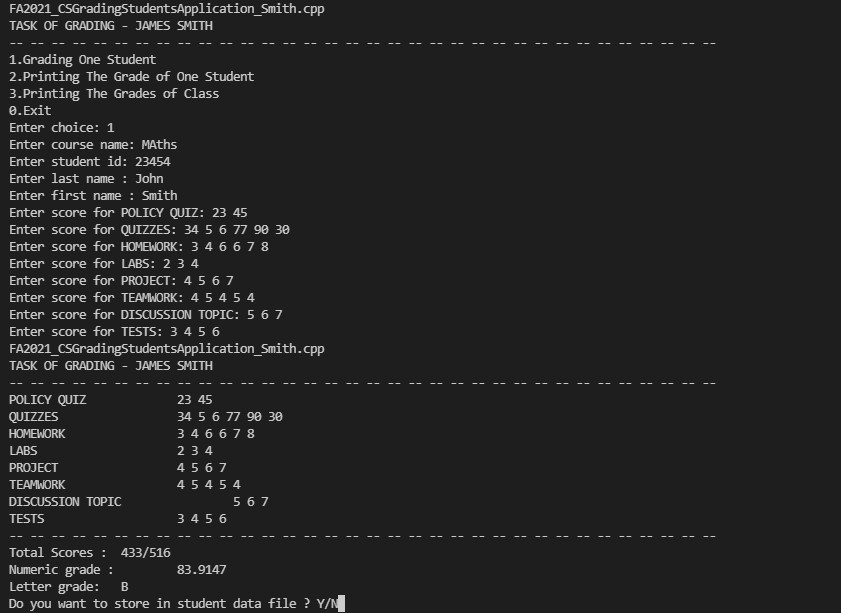 FA2021_CSGradingStudentsApplication_Smith.cpp
TASK OF GRADING - JAMES SMITH
-- -- -- -- -- -- -- -- -- -- -- -- -- -- -- -- -- -- -- -- -- -- -- -- -- -- -- -- -- -- -- -- -- --
1.Grading One Student
2.Printing The Grade of One Student
3.Printing The Grades of Class
0.Exit
Enter choice: 1
Enter course name: MAths
Enter student id: 23454
Enter last name : John
Enter first name : Smith
Enter score for POLICY QUIZ: 23 45
Enter score for QUIZZES: 34 5 6 77 90 30
Enter score for HOMEWORK: 3 4 6 6 7 8
Enter score for LABS: 2 3 4
Enter score for PROJECT: 4 5 6 7
Enter score for TEAMWORK: 4 5 4 5 4
Enter score for DISCUSSION TOPIC: 5 6 7
Enter score for TESTS: 3 4 5 6
FA2021_CSGradingStudentsApplication_Smith.cpp
TASK OF GRADING - JAMES SMITH
-- -- -- -- -- -- -- -- -- -- -- -- -- -- -- -- -- -- -- -- -- -- -- -- -- -- -- -- -- -- -- -- -- --
POLICY QUIZ 23 45
QUIZZES 34 5 6 77 90 30
HOMEWORK 3 4 6 6 7 8
LABS 2 3 4
PROJECT 4 5 6 7
TEAMWORK 4 5 4 5 4
DISCUSSION TOPIC 5 6 7
TESTS 3 4 5 6
-- -- -- -- -- -- -- -- -- -- -- -- -- -- -- -- -- -- -- -- -- -- -- -- -- -- -- -- -- -- -- -- -- --
Total Scores : 433/516
Numeric grade : 83.9147
Letter grade: B
Do you want to store in student data file ? Y/N